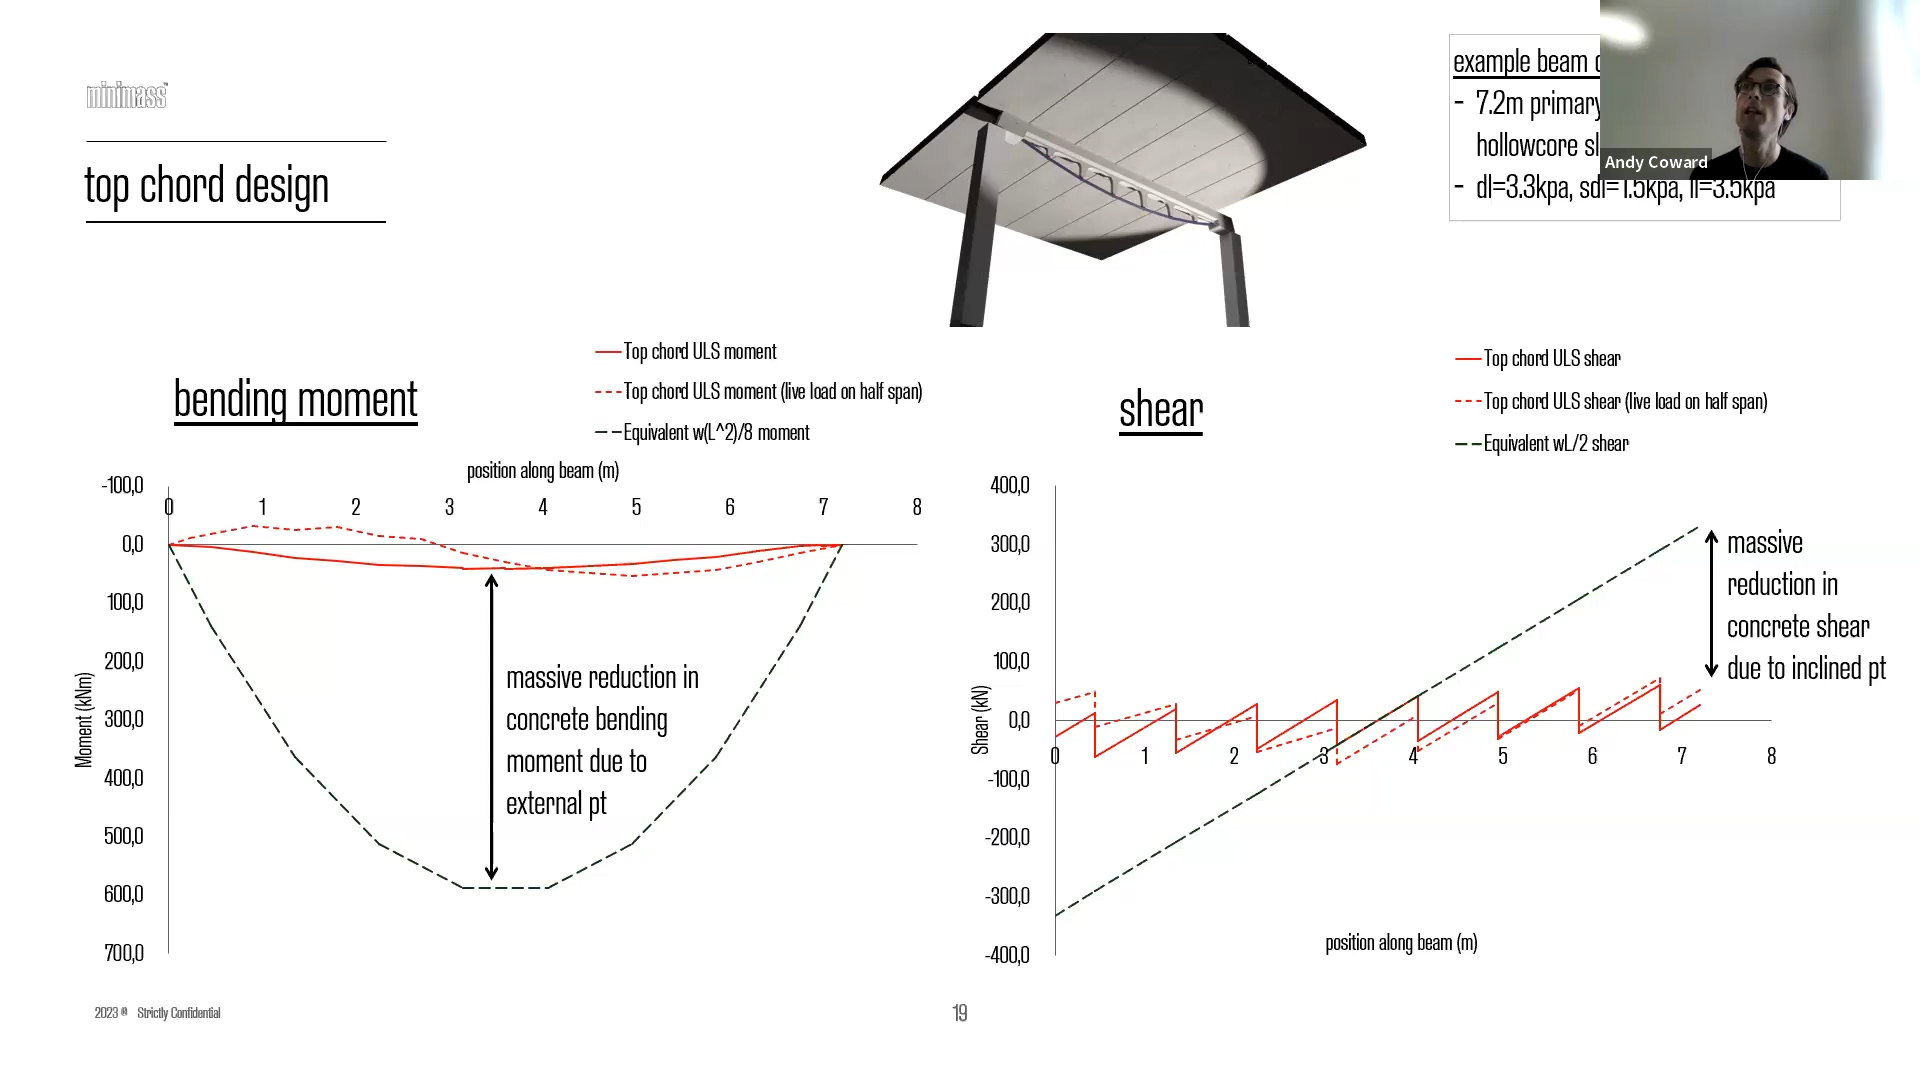 minimass™
top chord design
example beam
- 7.2m primary
hollowcore
- dl=3.3kpa, sdl=1.5kpa, ll=3.5kpa
Andy Coward
bending moment
Top chord ULS moment
Top chord ULS moment (live load on half span)
Equivalent w(L^2)/8 moment
position along beam (m)
-100,0
0,0
100,0
200,0
300,0
400,0
500,0
600,0
700,0
0 1 2 3 4 5 6 7 8
Moment (kNm)
massive reduction in
concrete bending
moment due to
external pt
shear
Top chord ULS shear
Top chord ULS shear (live load on half span)
Equivalent wL/2 shear
400,0
300,0
200,0
100,0
0,0
-100,0
-200,0
-300,0
-400,0
0 1 2 3 4 5 6 7 8
Shear (kN)
position along beam (m)
massive
reduction in
concrete shear
due to inclined pt
2023 © Strictly Confidential
19